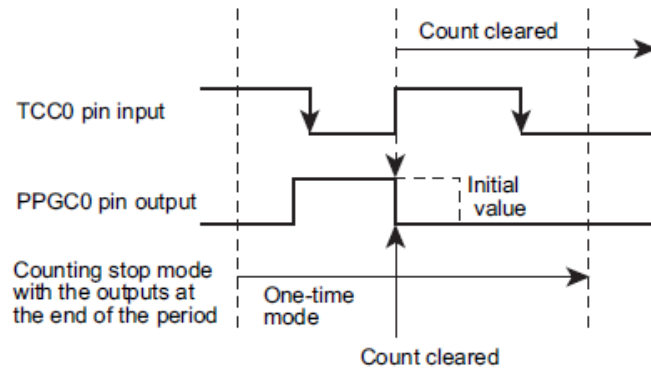 Count cleared
TCC0 pin input
PPGC0 pin output
Initial
value
Counting stop mode
with the outputs at
the end of the period
One-time
mode
Count cleared